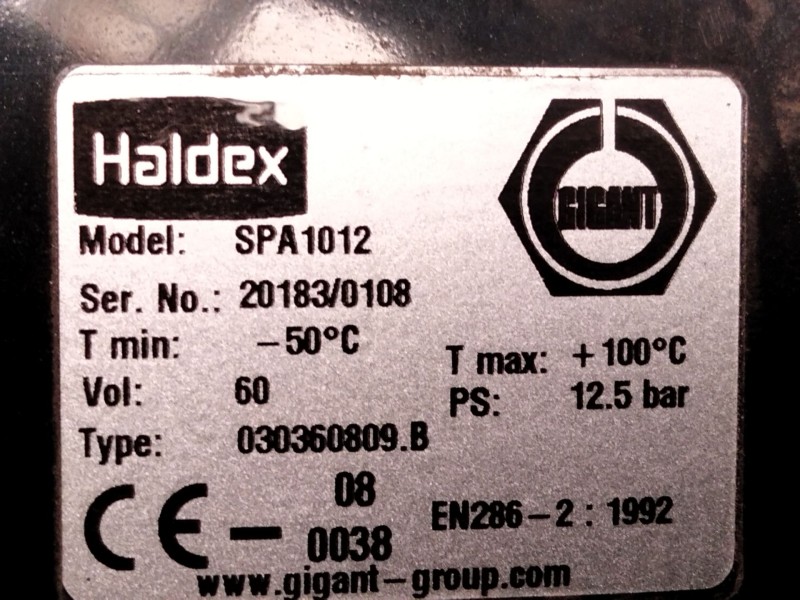 Haldex
GIGANT
Model: SPA1012
Ser. No.: 20183/0108
T min: -50°C
T max: +100°C
Vol: 60
PS: 12.5 bar
Type: 030360809.B
CE - 08
0038
EN286-2: 1992
www.gigant-group.com